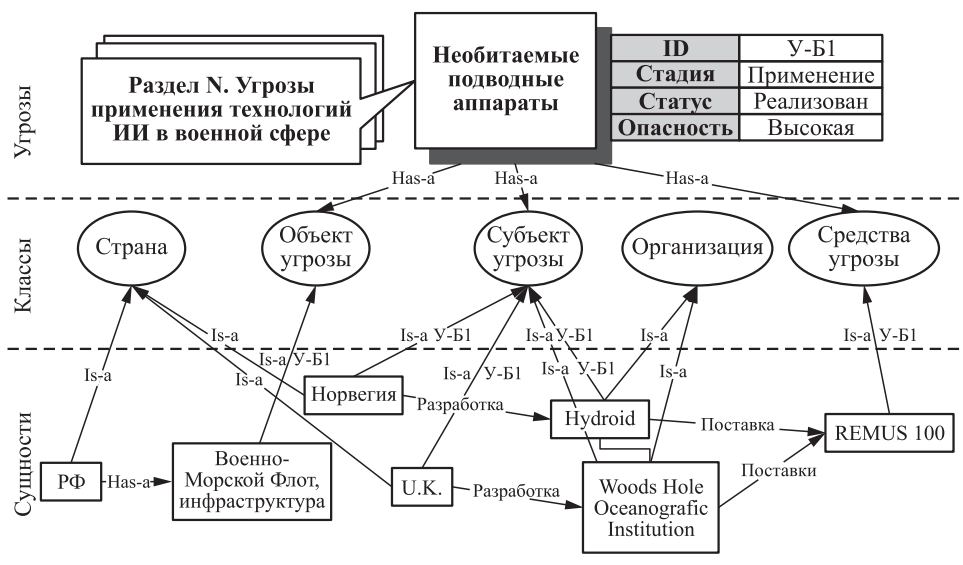 Угрозы
Раздел N. Угрозы
применения технологий
ИИ в военной сфере
Необитаемые
подводные
аппараты
ID У-Б1
Стадия Применение
Статус Реализован
Опасность Высокая
Has-a Has-a Has-a
Классы
Страна
Объект
угрозы
Субъект
угрозы
Организация
Средства
угрозы
Is-a Is-a У-Б1 Is-a У-Б1 Is-a Is-a У-Б1
Is-a Is-a У-Б1 Is-a Is-a У-Б1 Is-a У-Б1 Is-a
Сущности
Норвегия
Разработка
Hydroid
Поставка
REMUS 100
РФ
Has-a
Военно-
Морской Флот,
инфраструктура
U.K.
Разработка
Woods Hole
Oceanografic
Institution
Поставки